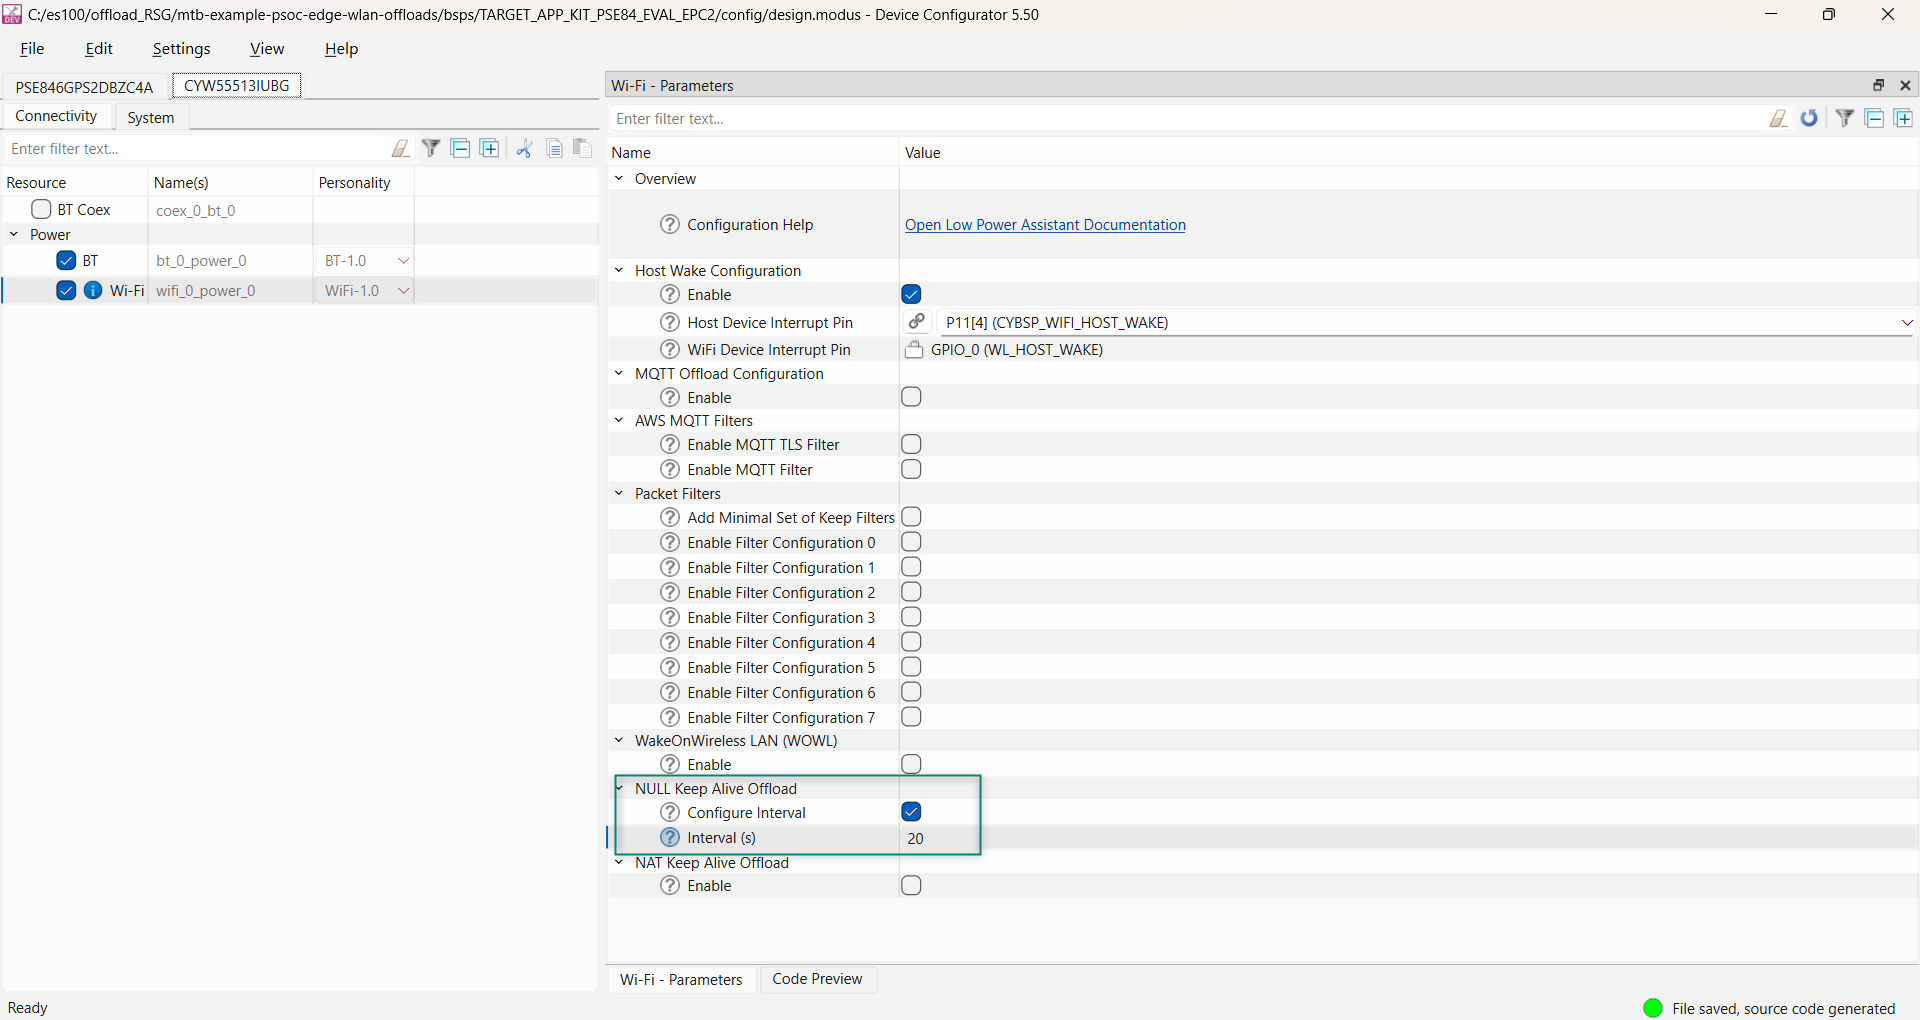 C:/es100/offload_RSG/mtb-example-psoc-edge-wlan-offloads/bsps/TARGET_APP_KIT_PSE84_EVAL_EPC2/config/design.modus - Device Configurator 5.50
File Edit Settings View Help
PSE846GPS2DBZC4A CYW55513IUBG
Connectivity System
Enter filter text...
Resource Name(s) Personality
BT Coex coex_0_bt_0
Power
BT bt_0_power_0 BT-1.0
Wi-Fi wifi_0_power_0 WiFi-1.0
Wi-Fi - Parameters
Enter filter text...
Name Value
Overview
Configuration Help Open Low Power Assistant Documentation
Host Wake Configuration
Enable
Host Device Interrupt Pin P11[4] (CYBSP_WIFI_HOST_WAKE)
WiFi Device Interrupt Pin GPIO_0 (WL_HOST_WAKE)
MQTT Offload Configuration
Enable
AWS MQTT Filters
Enable MQTT TLS Filter
Enable MQTT Filter
Packet Filters
Add Minimal Set of Keep Filters
Enable Filter Configuration 0
Enable Filter Configuration 1
Enable Filter Configuration 2
Enable Filter Configuration 3
Enable Filter Configuration 4
Enable Filter Configuration 5
Enable Filter Configuration 6
Enable Filter Configuration 7
WakeOnWireless LAN (WOWL)
Enable
NULL Keep Alive Offload
Configure Interval
Interval (s) 20
NAT Keep Alive Offload
Enable
Wi-Fi - Parameters Code Preview
Ready File saved, source code generated